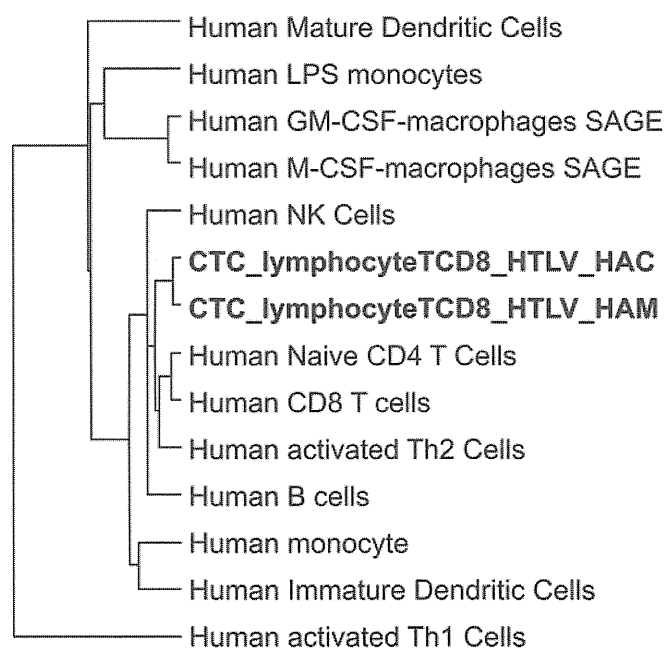 Human Mature Dendritic Cells
Human LPS monocytes
Human GM-CSF-macrophages SAGE
Human M-CSF-macrophages SAGE
Human NK Cells
CTC_lymphocyteTCD8_HTLV_HAC
CTC_lymphocyteTCD8_HTLV_HAM
Human Naive CD4 T Cells
Human CD8 T cells
Human activated Th2 Cells
Human B cells
Human monocyte
Human Immature Dendritic Cells
Human activated Th1 Cells